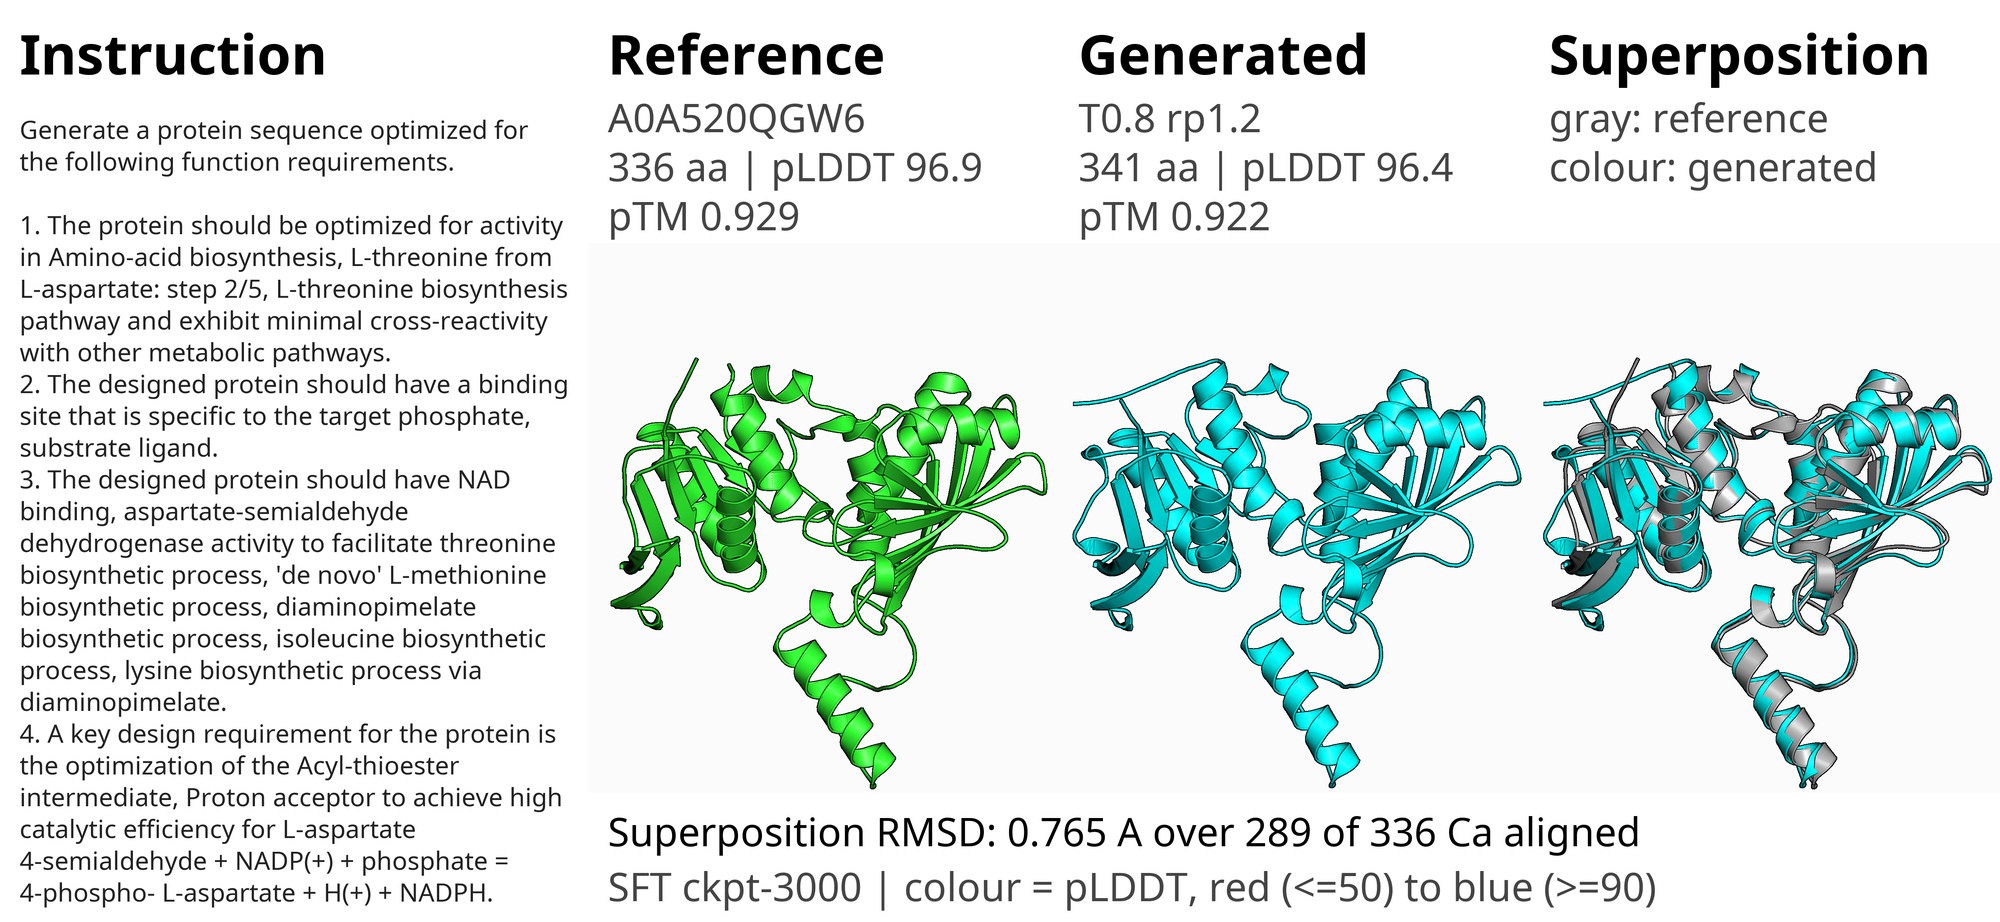 Instruction
Generate a protein sequence optimized for
the following function requirements.
1. The protein should be optimized for activity
in Amino-acid biosynthesis, L-threonine from
L-aspartate: step 2/5, L-threonine biosynthesis
pathway and exhibit minimal cross-reactivity
with other metabolic pathways.
2. The designed protein should have a binding
site that is specific to the target phosphate,
substrate ligand.
3. The designed protein should have NAD
binding, aspartate-semialdehyde
dehydrogenase activity to facilitate threonine
biosynthetic process, 'de novo' L-methionine
biosynthetic process, diaminopimelate
biosynthetic process, isoleucine biosynthetic
process, lysine biosynthetic process via
diaminopimelate.
4. A key design requirement for the protein is
the optimization of the Acyl-thioester
intermediate, Proton acceptor to achieve high
catalytic efficiency for L-aspartate
4-semialdehyde + NADP(+) + phosphate =
4-phospho- L-aspartate + H(+) + NADPH.
Reference
A0A520QGW6
336 aa | pLDDT 96.9
pTM 0.929
Generated
T0.8 rp1.2
341 aa | pLDDT 96.4
pTM 0.922
Superposition
gray: reference
colour: generated
Superposition RMSD: 0.765 A over 289 of 336 Ca aligned
SFT ckpt-3000 | colour = pLDDT, red (<=50) to blue (>=90)